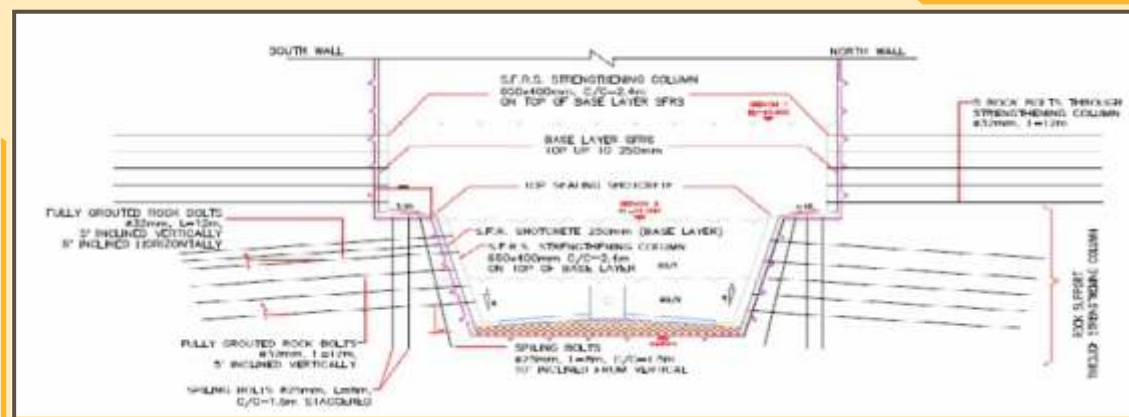 SOUTH WALL
NORTH WALL
S.F.R.S. STRENGTHENING COLUMN
650x400mm, C/C=2.4m
ON TOP OF BASE LAYER SFRS
5 ROCK BOLTS THROUGH
STRENGTHENING COLUMN
ø32mm, L=12m
BASE LAYER SFRS
TOP UP TO 250mm
TOP SEALING SHOTCRETE
FULLY GROUTED ROCK BOLTS
ø32mm, L=12m,
5° INCLINED VERTICALLY
5° INCLINED HORIZONTALLY
S.F.R. SHOTCRETE 250mm (BASE LAYER)
S.F.R.S. STRENGTHENING COLUMN
650x400mm C/C=2.4m
ON TOP OF BASE LAYER
ROCK SUPPORT
THROUGH STRENGTHENING COLUMN
FULLY GROUTED ROCK BOLTS
ø32mm, L=12m,
5° INCLINED VERTICALLY
SPILING BOLTS
ø25mm, L=8m, C/C=1.5m
10° INCLINED FROM VERTICAL
SPILING BOLTS ø25mm, L=8m,
C/C=1.5m STAGGERED